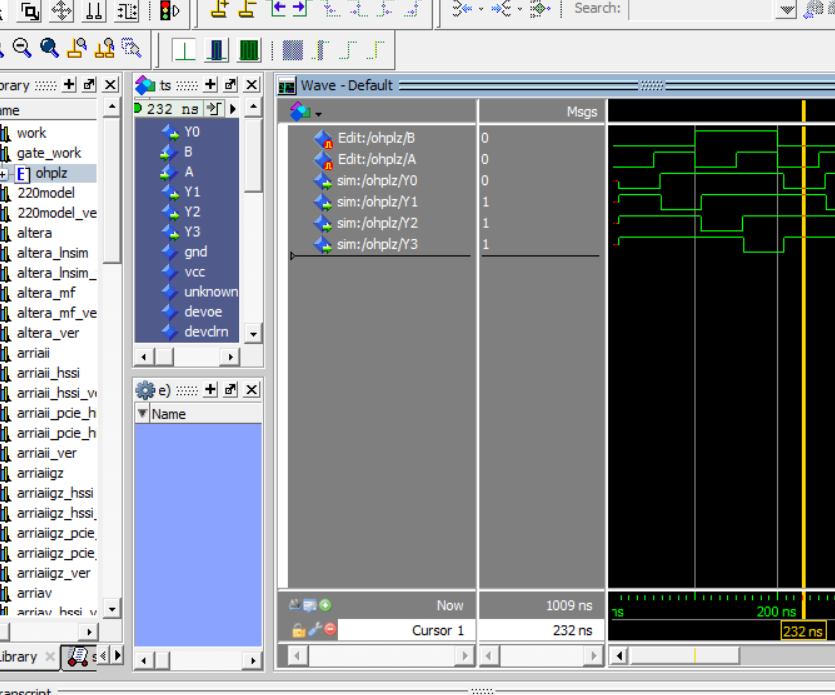 Search:
brary
ts
Wave - Default
ame
232 ns
Msgs
work
gate_work
ohplz
220model
220model_ve
altera
altera_lnsim
altera_lnsim_
altera_mf
altera_mf_ve
altera_ver
arriaii
arriaii_hssi
arriaii_hssi_v
arriaii_pcie_h
arriaii_pcie_h
arriaii_ver
arriaiigz
arriaiigz_hssi
arriaiigz_hssi_
arriaiigz_pcie_
arriaiigz_pcie_
arriaiigz_ver
arriav
arriav_hssi_v
Library
Y0
B
A
Y1
Y2
Y3
gnd
vcc
unknown
devoe
devclrn
e)
Name
Edit:/ohplz/B 0
Edit:/ohplz/A 0
sim:/ohplz/Y0 0
sim:/ohplz/Y1 1
sim:/ohplz/Y2 1
sim:/ohplz/Y3 1
Now 1009 ns
Cursor 1 232 ns
ns
200 ns
232 ns
anscript